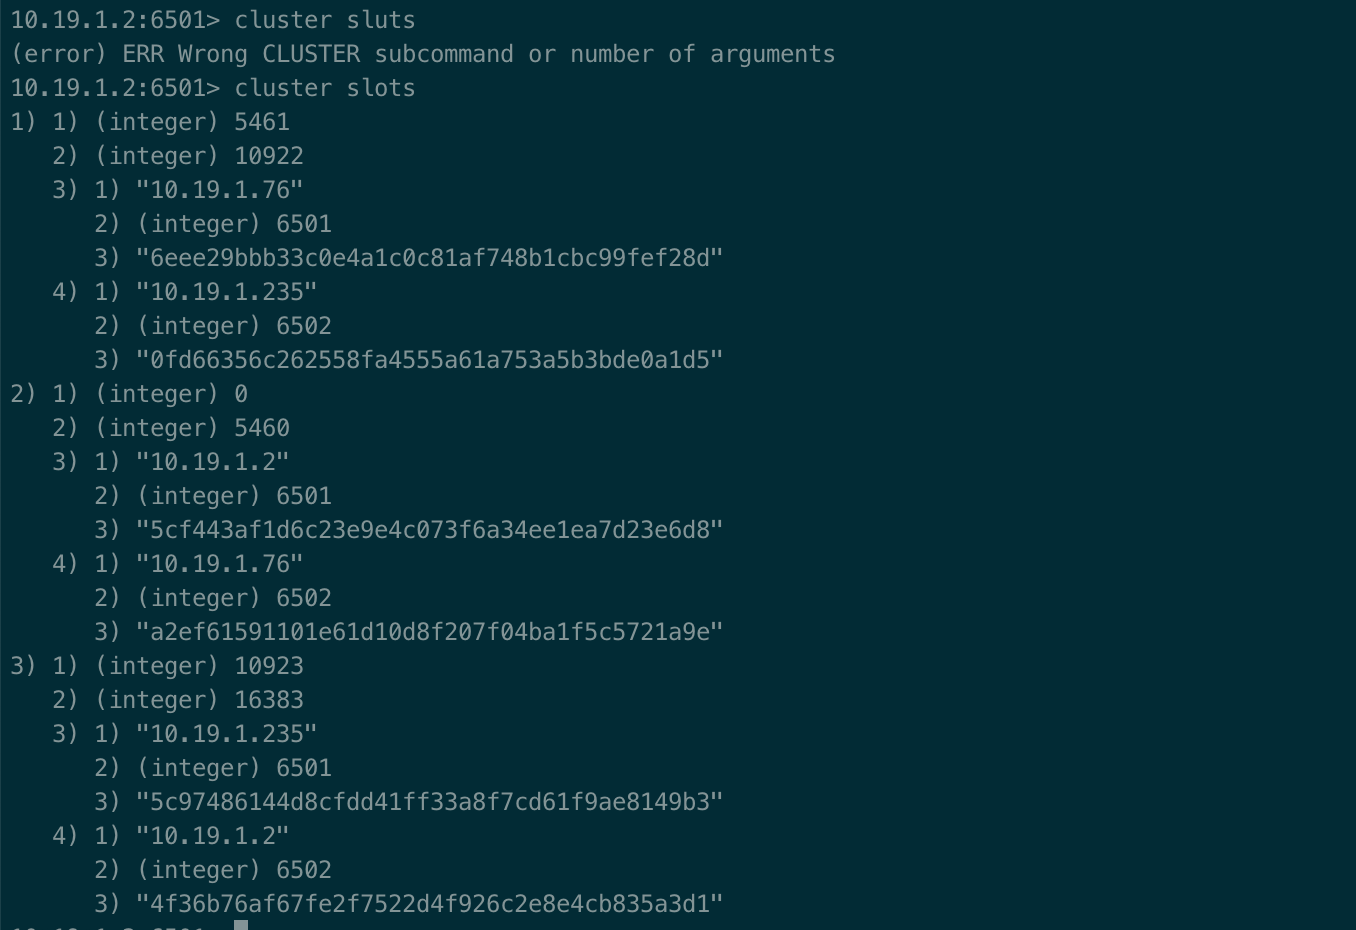 10.19.1.2:6501> cluster sluts
(error) ERR Wrong CLUSTER subcommand or number of arguments
10.19.1.2:6501> cluster slots
1) 1) (integer) 5461
   2) (integer) 10922
   3) 1) "10.19.1.76"
      2) (integer) 6501
      3) "6eee29bbb33c0e4a1c0c81af748b1cbc99fef28d"
   4) 1) "10.19.1.235"
      2) (integer) 6502
      3) "0fd66356c262558fa4555a61a753a5b3bde0a1d5"
2) 1) (integer) 0
   2) (integer) 5460
   3) 1) "10.19.1.2"
      2) (integer) 6501
      3) "5cf443af1d6c23e9e4c073f6a34ee1ea7d23e6d8"
   4) 1) "10.19.1.76"
      2) (integer) 6502
      3) "a2ef61591101e61d10d8f207f04ba1f5c5721a9e"
3) 1) (integer) 10923
   2) (integer) 16383
   3) 1) "10.19.1.235"
      2) (integer) 6501
      3) "5c97486144d8cfdd41ff33a8f7cd61f9ae8149b3"
   4) 1) "10.19.1.2"
      2) (integer) 6502
      3) "4f36b76af67fe2f7522d4f926c2e8e4cb835a3d1"